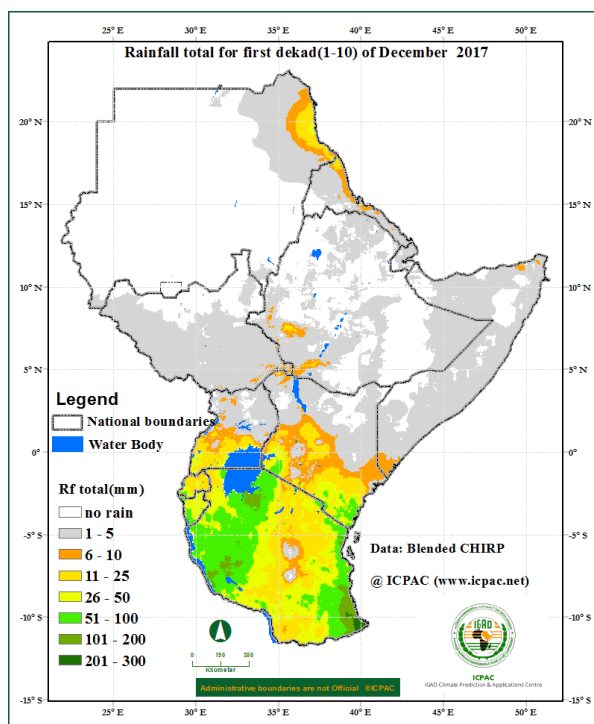 25° E 30° E 35° E 40° E 45° E 50° E
Rainfall total for first dekad(1-10) of December 2017
20° N 20° N
15° N 15° N
10° N 10° N
5° N 5° N
0° 0°
-5° S -5° S
-10° S -10° S
-15° S -15° S
Legend
National boundaries
Water Body
Rf total(mm)
no rain
1 - 5
6 - 10
11 - 25
26 - 50
51 - 100
101 - 200
201 - 300
Data: Blended CHIRP
@ ICPAC (www.icpac.net)
0 150 300
Kilometer
IGAD
ICPAC
IGAD Climate Prediction & Applications Centre
Administrative boundaries are not Official ©ICPAC
25° E 30° E 35° E 40° E 45° E 50° E